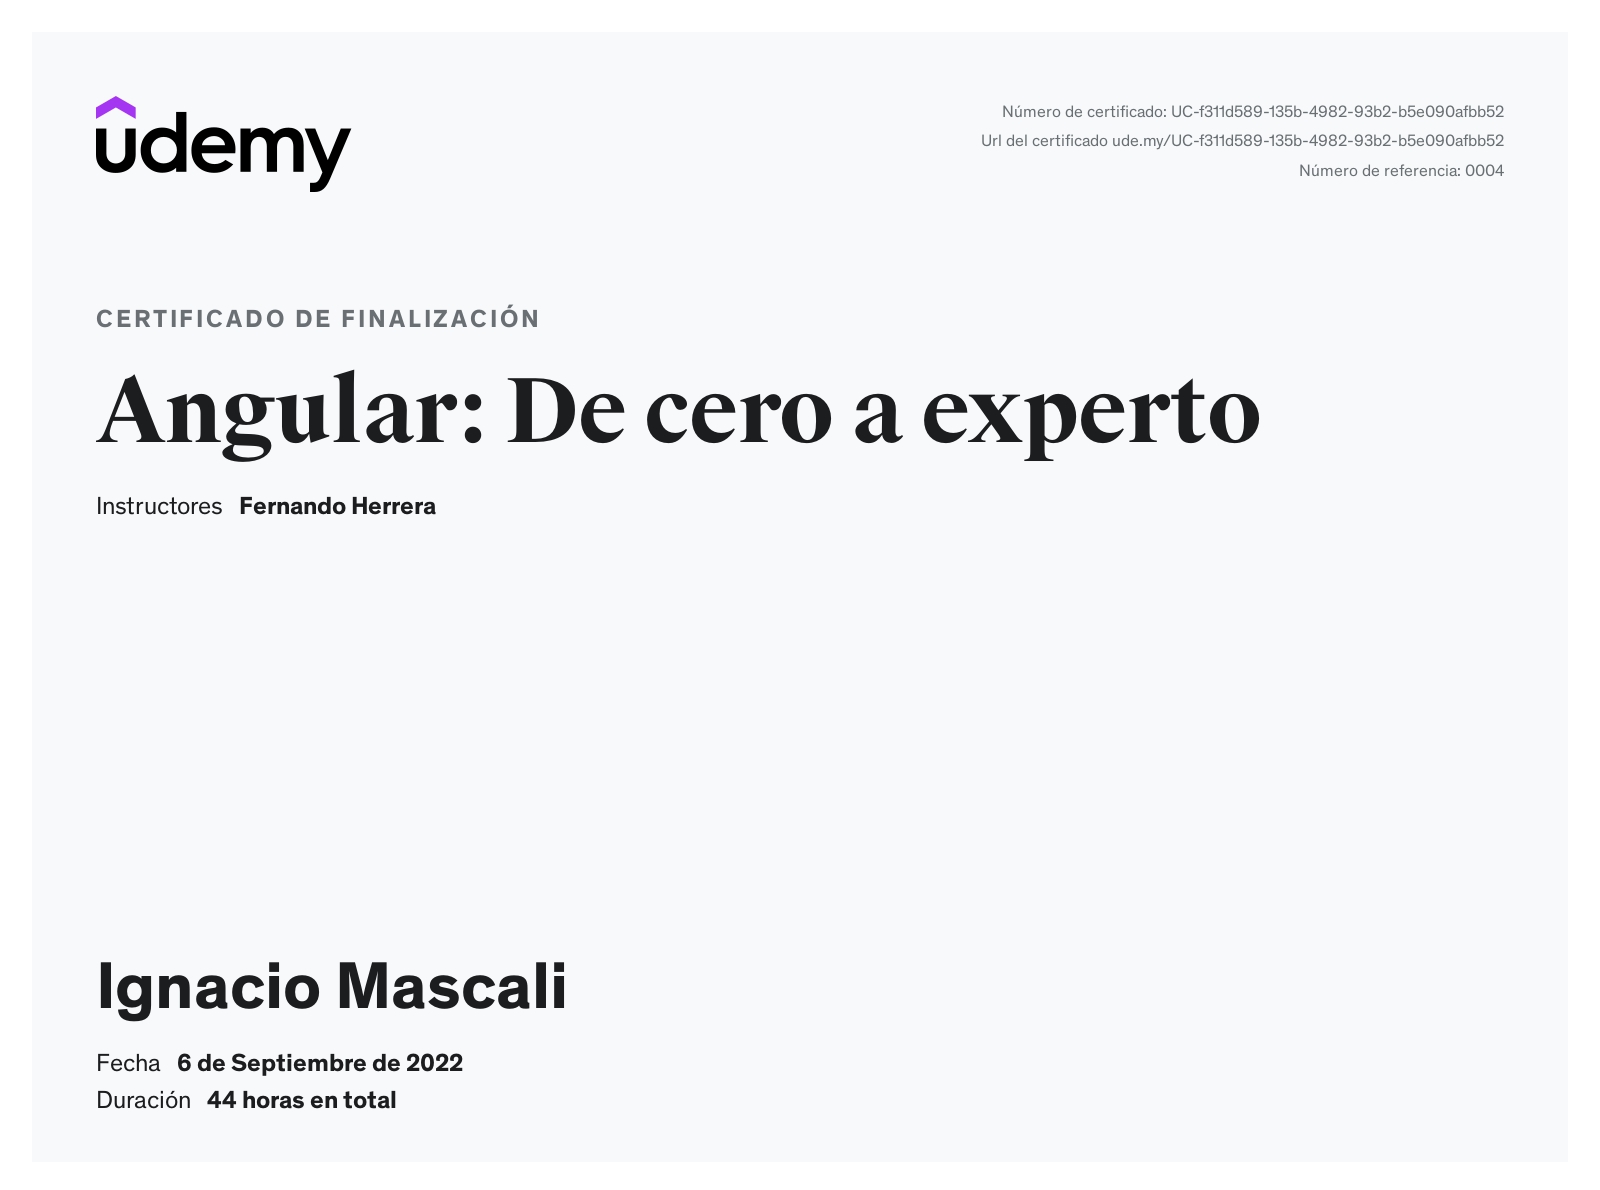 udemy
Número de certificado: UC-f311d589-135b-4982-93b2-b5e090afbb52
Url del certificado ude.my/UC-f311d589-135b-4982-93b2-b5e090afbb52
Número de referencia: 0004
CERTIFICADO DE FINALIZACIÓN
Angular: De cero a experto
Instructores Fernando Herrera
Ignacio Mascali
Fecha 6 de Septiembre de 2022
Duración 44 horas en total